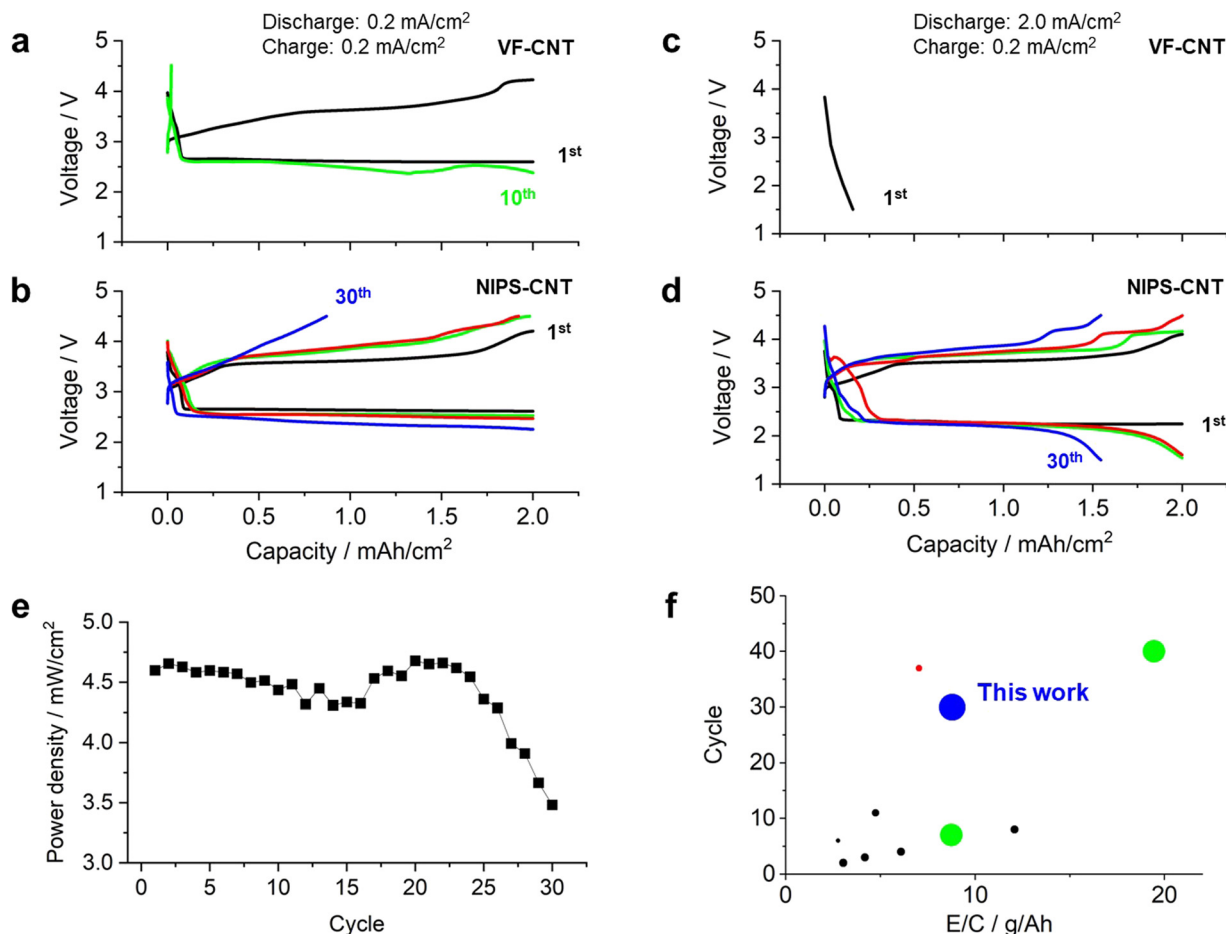 a
Discharge: 0.2 mA/cm²
Charge: 0.2 mA/cm²
VF-CNT
5
4
3
2
1
Voltage / V
1st
10th
b
NIPS-CNT
30th
1st
5
4
3
2
1
Voltage / V
0.0 0.5 1.0 1.5 2.0
Capacity / mAh/cm²
c
Discharge: 2.0 mA/cm²
Charge: 0.2 mA/cm²
VF-CNT
5
4
3
2
1
Voltage / V
1st
d
NIPS-CNT
5
4
3
2
1
Voltage / V
1st
30th
0.0 0.5 1.0 1.5 2.0
Capacity / mAh/cm²
e
5.0
4.5
4.0
3.5
3.0
Power density / mW/cm²
0 5 10 15 20 25 30
Cycle
f
50
40
30
20
10
0
Cycle
This work
0 10 20
E/C / g/Ah